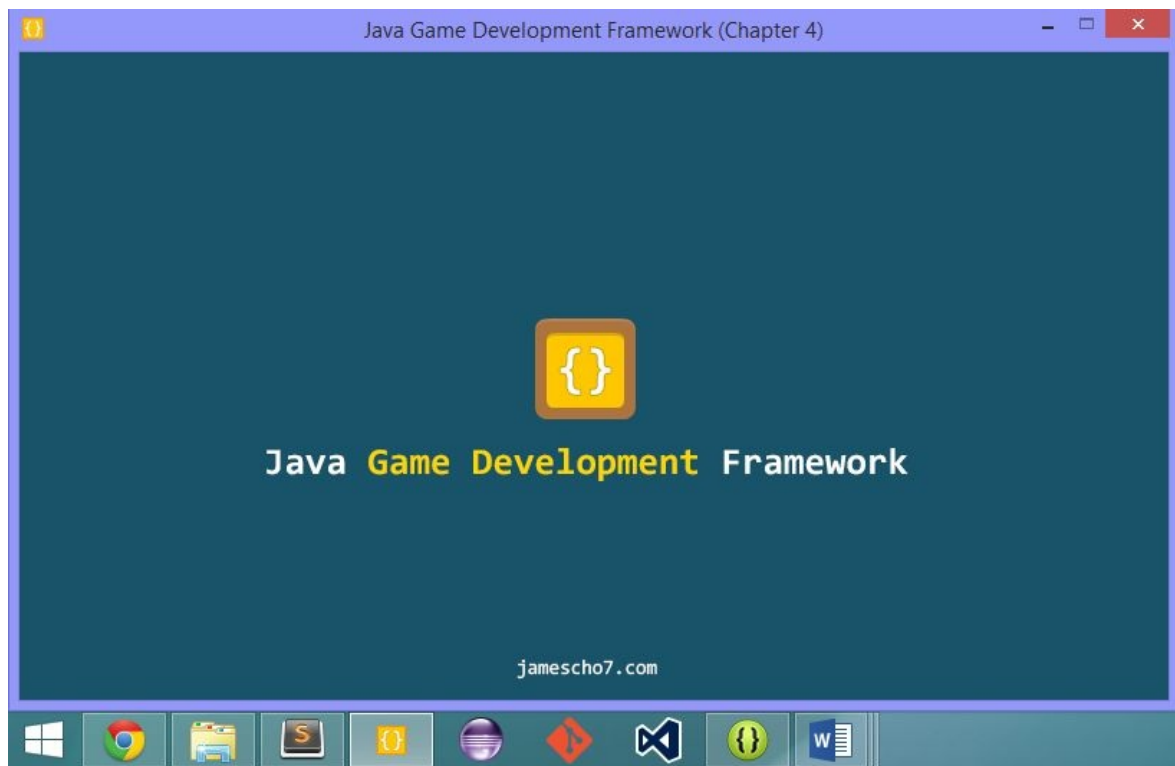 {}
Java Game Development Framework (Chapter 4)
{}
Java Game Development Framework
jamescho7.com
S
{}
{}
W